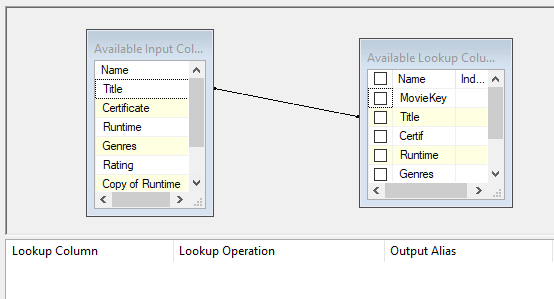 Available Input Col...
Name
Title
Certificate
Runtime
Genres
Rating
Copy of Runtime
Available Lookup Colu...
Name Ind...
MovieKey
Title
Certif
Runtime
Genres
Lookup Column Lookup Operation Output Alias